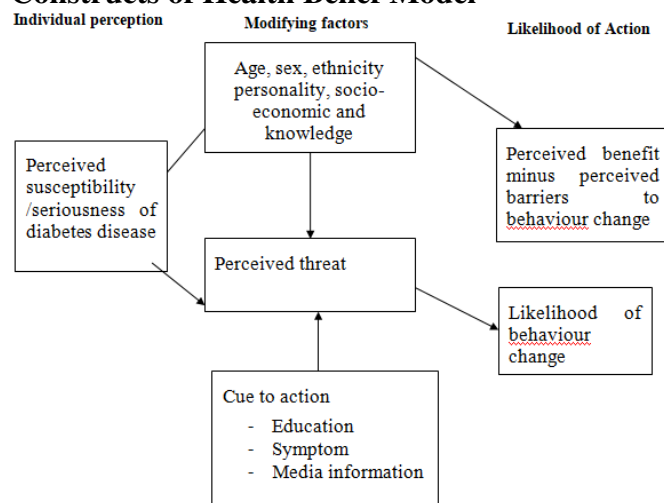 Constructs of Health Belief Model
Individual perception
Modifying factors
Likelihood of Action
Age, sex, ethnicity
personality, socio-
economic and
knowledge
Perceived
susceptibility
/seriousness of
diabetes disease
Perceived benefit
minus perceived
barriers to
behaviour change
Perceived threat
Likelihood of
behaviour
change
Cue to action
- Education
- Symptom
- Media information